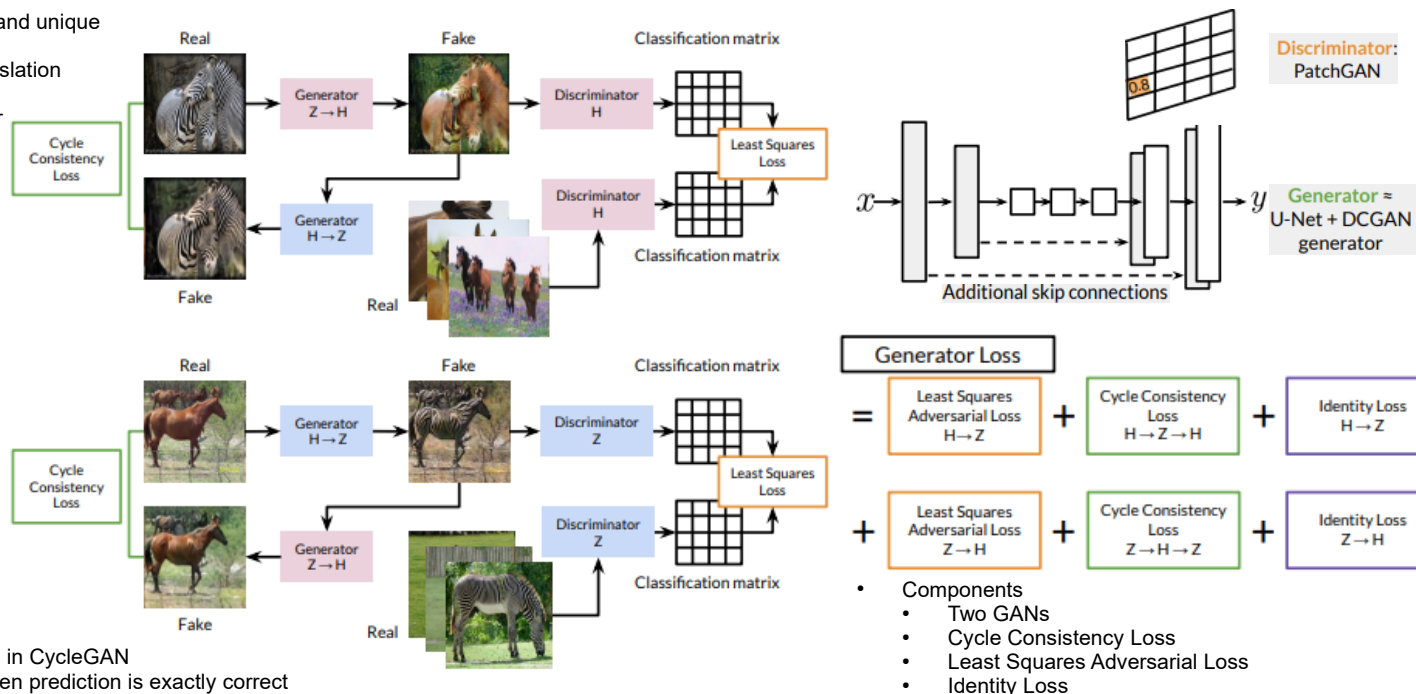 and unique
slation
Real
Fake
Classification matrix
Cycle
Consistency
Loss
Generator
Z → H
Discriminator
H
Least Squares
Loss
Generator
H → Z
Discriminator
H
Classification matrix
Fake
Real
Real
Fake
Classification matrix
Cycle
Consistency
Loss
Generator
H → Z
Discriminator
Z
Least Squares
Loss
Generator
Z → H
Discriminator
Z
Classification matrix
Fake
Real
in CycleGAN
en prediction is exactly correct
0.8
Discriminator:
PatchGAN
x
y
Generator ≈
U-Net + DCGAN
generator
Additional skip connections
Generator Loss
=
Least Squares
Adversarial Loss
H → Z
+
Cycle Consistency
Loss
H → Z → H
+
Identity Loss
H → Z
+
Least Squares
Adversarial Loss
Z → H
+
Cycle Consistency
Loss
Z → H → Z
+
Identity Loss
Z → H
• Components
• Two GANs
• Cycle Consistency Loss
• Least Squares Adversarial Loss
• Identity Loss